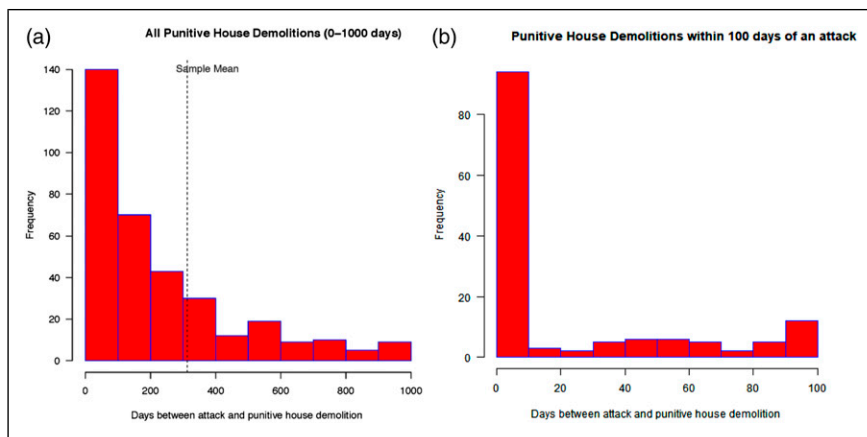 (a)
All Punitive House Demolitions (0–1000 days)
Sample Mean
140
120
100
80
60
40
20
0
Frequency
0 200 400 600 800 1000
Days between attack and punitive house demolition
(b)
Punitive House Demolitions within 100 days of an attack
80
60
40
20
0
Frequency
0 20 40 60 80 100
Days between attack and punitive house demolition